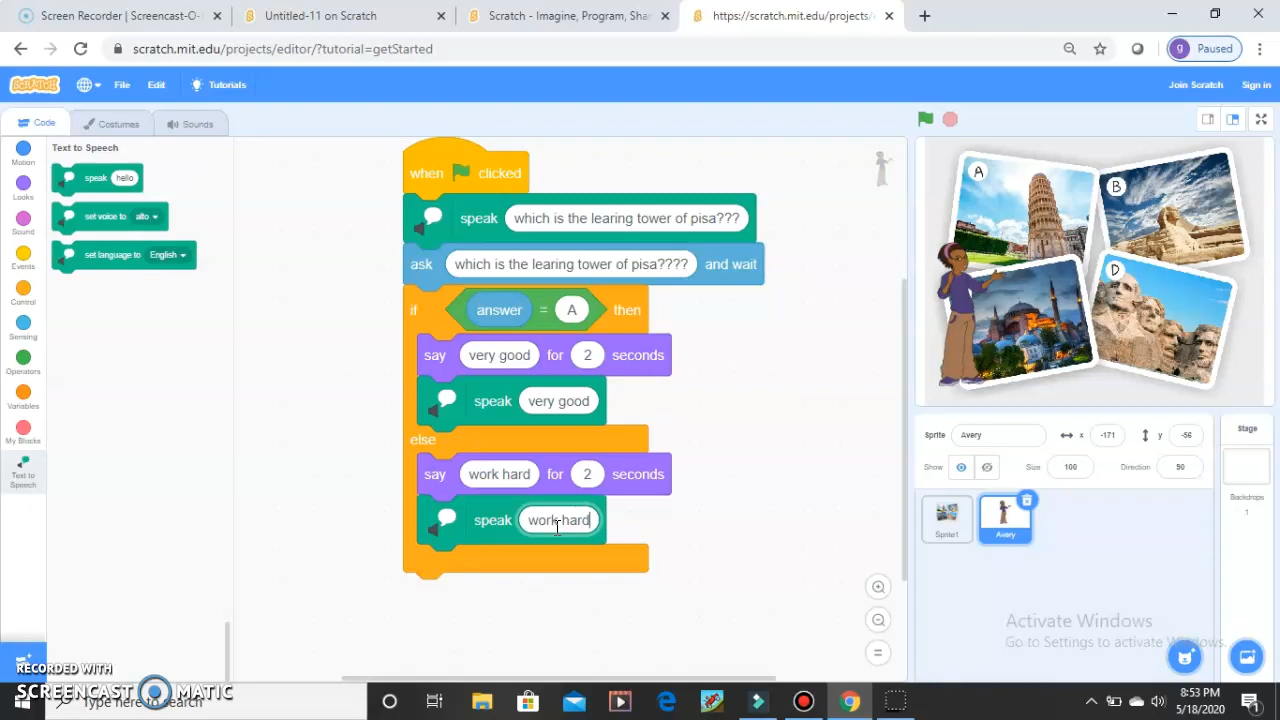 Screen Recorder | Screencast-O-
Untitled-11 on Scratch
Scratch - Imagine, Program, Shar
https://scratch.mit.edu/projects/
scratch.mit.edu/projects/editor/?tutorial=getStarted
g Paused
SCRATCH
File
Edit
Tutorials
Join Scratch
Sign in
Code
Costumes
Sounds
Motion
Looks
Sound
Events
Control
Sensing
Operators
Variables
My Blocks
Text to
Speech
Text to Speech
speak hello
set voice to alto
set language to English
when clicked
speak which is the learing tower of pisa???
ask which is the learing tower of pisa???? and wait
if answer = A then
say very good for 2 seconds
speak very good
else
say work hard for 2 seconds
speak work hard
A
B
D
Sprite Avery x -171 y -56
Show Size 100 Direction 90
Sprite1
Avery
Stage
Backdrops
1
Activate Windows
Go to Settings to activate Windows.
RECORDED WITH
SCREENCAST MATIC
Type here to search
8:53 PM
5/18/2020
1